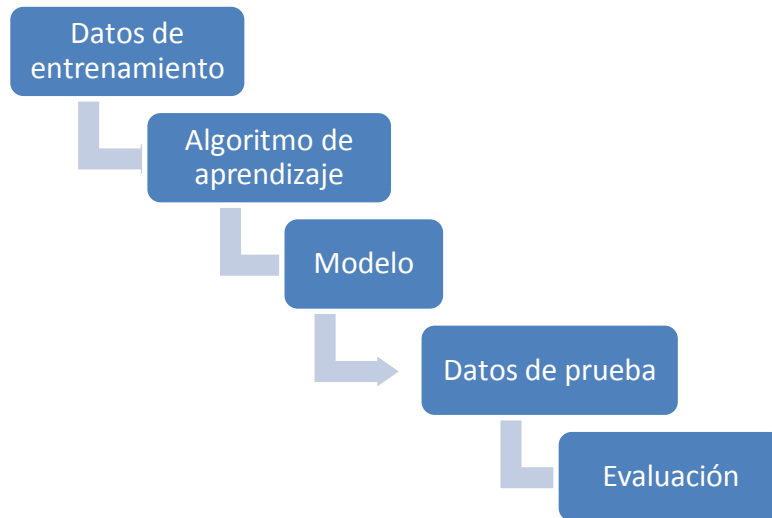 Datos de
entrenamiento
Algoritmo de
aprendizaje
Modelo
Datos de prueba
Evaluación